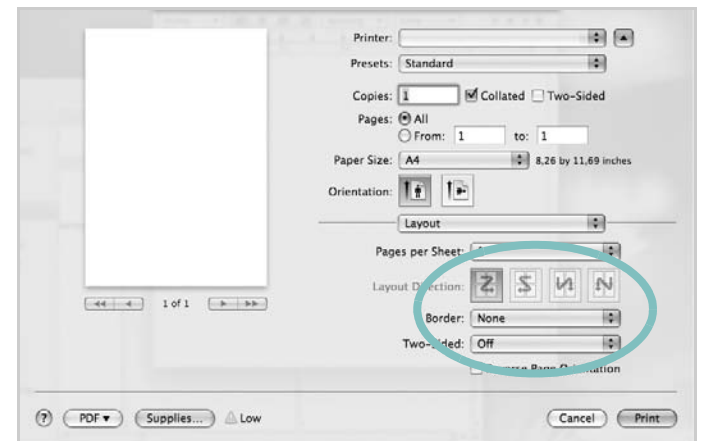 Printer:
Presets: Standard
Copies: 1 Collated Two-Sided
Pages: All
From: 1 to: 1
Paper Size: A4 8,26 by 11,69 inches
Orientation:
Layout
Pages per Sheet:
Layout Direction:
1 of 1
Border: None
Two-Sided: Off
Reverse Page Orientation
? PDF Supplies... Low Cancel Print